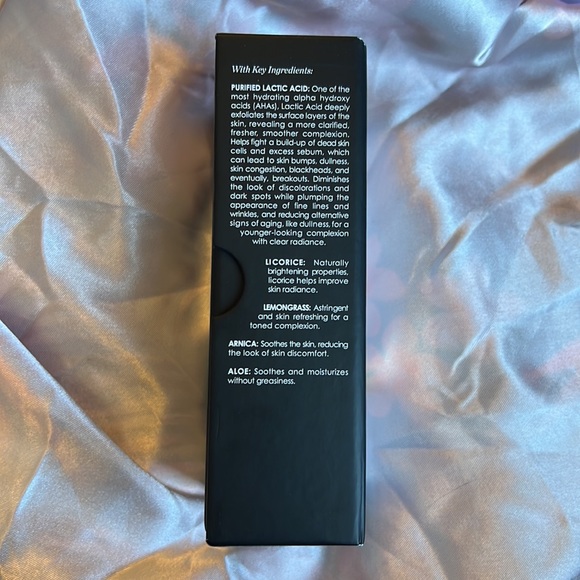 With Key Ingredients:
PURIFIED LACTIC ACID: One of the
most hydrating alpha hydroxy
acids (AHAs), Lactic Acid deeply
exfoliates the surface layers of the
skin, revealing a more clarified,
fresher, smoother complexion.
Helps fight a build-up of dead skin
cells and excess sebum, which
can lead to skin bumps, dullness,
skin congestion, blackheads, and
eventually, breakouts. Diminishes
the look of discolorations and
dark spots while plumping the
appearance of fine lines and
wrinkles, and reducing alternative
signs of aging, like dullness, for a
younger-looking complexion
with clear radiance.
LICORICE: Naturally
brightening properties,
licorice helps improve
skin radiance.
LEMONGRASS: Astringent
and skin refreshing for a
toned complexion.
ARNICA: Soothes the skin, reducing
the look of skin discomfort.
ALOE: Soothes and moisturizes
without greasiness.